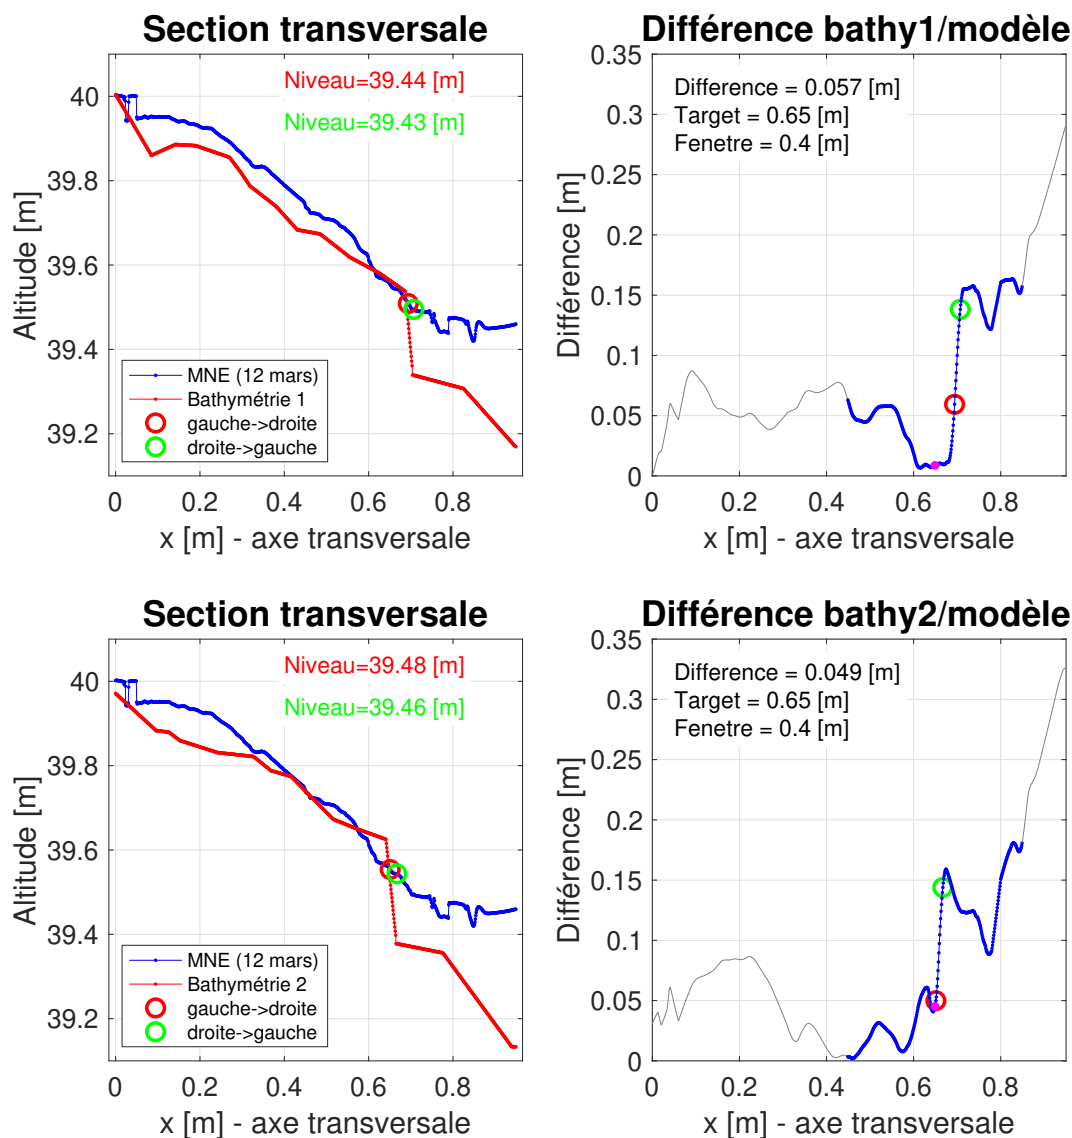 Section transversale
Niveau=39.44 [m]
Niveau=39.43 [m]
40
39.8
39.6
39.4
39.2
Altitude [m]
MNE (12 mars)
Bathymétrie 1
gauche->droite
droite->gauche
0
0.2
0.4
0.6
0.8
x [m] - axe transversale
Différence bathy1/modèle
Difference = 0.057 [m]
Target = 0.65 [m]
Fenetre = 0.4 [m]
0.35
0.3
0.25
0.2
0.15
0.1
0.05
0
Différence [m]
0
0.2
0.4
0.6
0.8
x [m] - axe transversale
Section transversale
Niveau=39.48 [m]
Niveau=39.46 [m]
40
39.8
39.6
39.4
39.2
Altitude [m]
MNE (12 mars)
Bathymétrie 2
gauche->droite
droite->gauche
0
0.2
0.4
0.6
0.8
x [m] - axe transversale
Différence bathy2/modèle
Difference = 0.049 [m]
Target = 0.65 [m]
Fenetre = 0.4 [m]
0.35
0.3
0.25
0.2
0.15
0.1
0.05
0
Différence [m]
0
0.2
0.4
0.6
0.8
x [m] - axe transversale